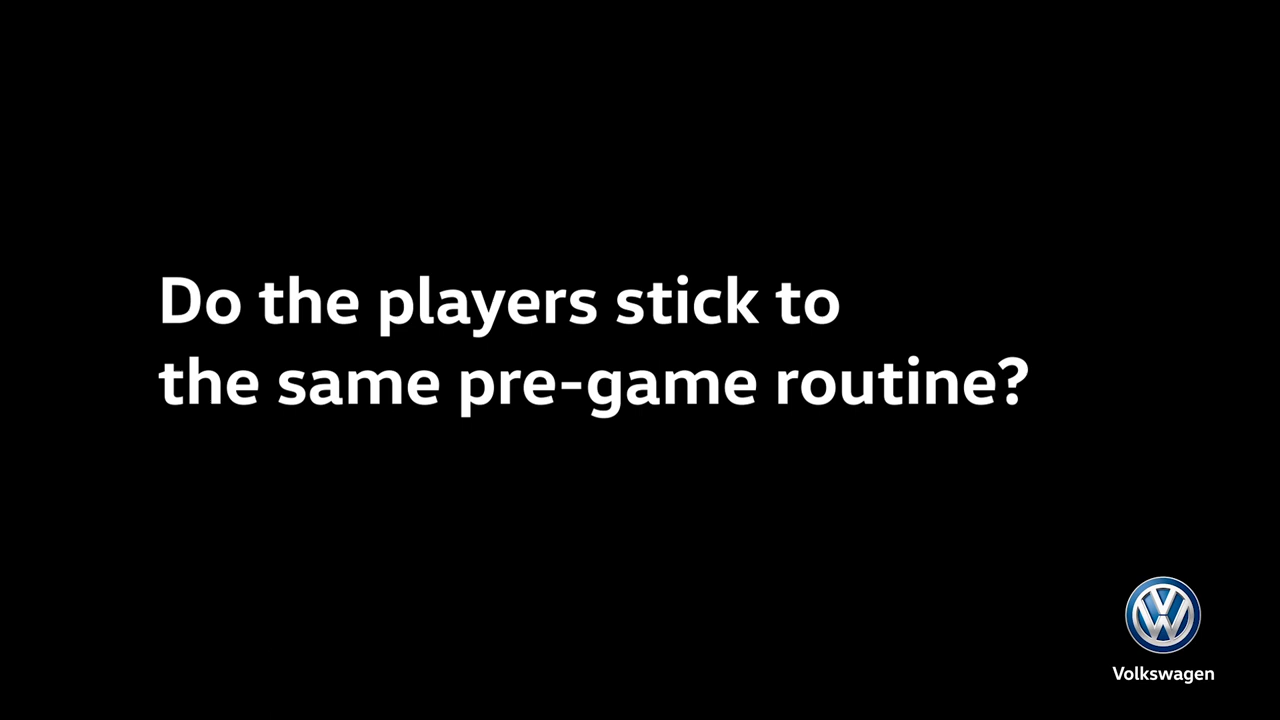 Do the players stick to
the same pre-game routine?
Volkswagen